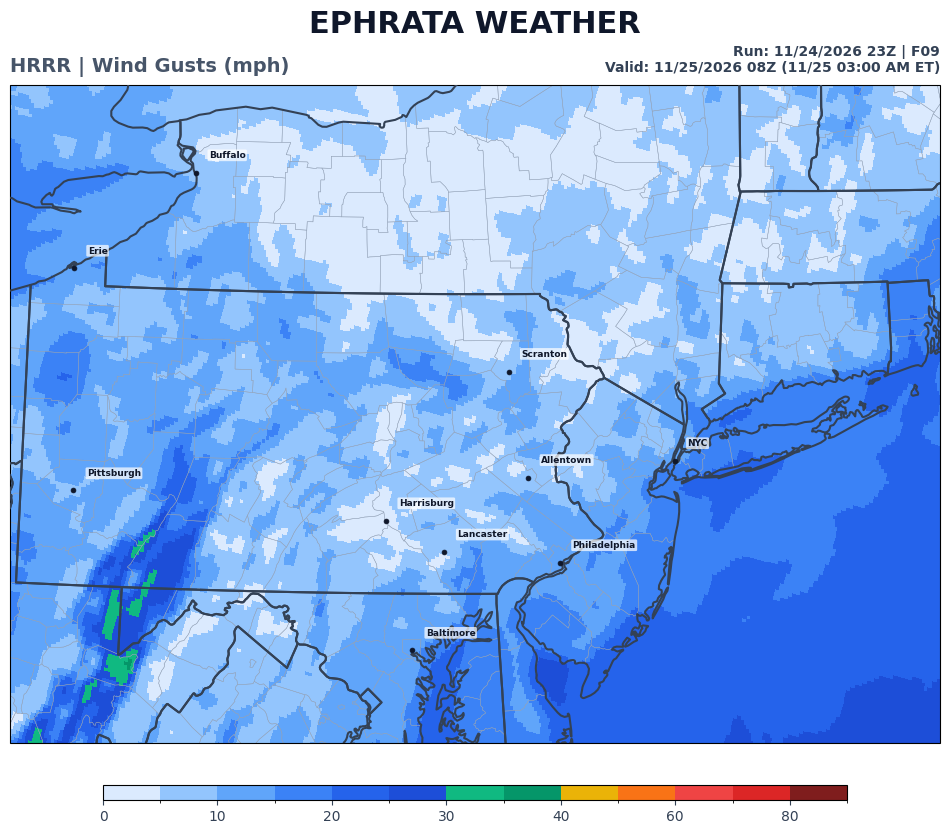 EPHRATA WEATHER
HRRR | Wind Gusts (mph)
Run: 11/24/2026 23Z | F09
Valid: 11/25/2026 08Z (11/25 03:00 AM ET)
Buffalo
Erie
Scranton
NYC
Allentown
Pittsburgh
Harrisburg
Lancaster
Philadelphia
Baltimore
0 10 20 30 40 60 80